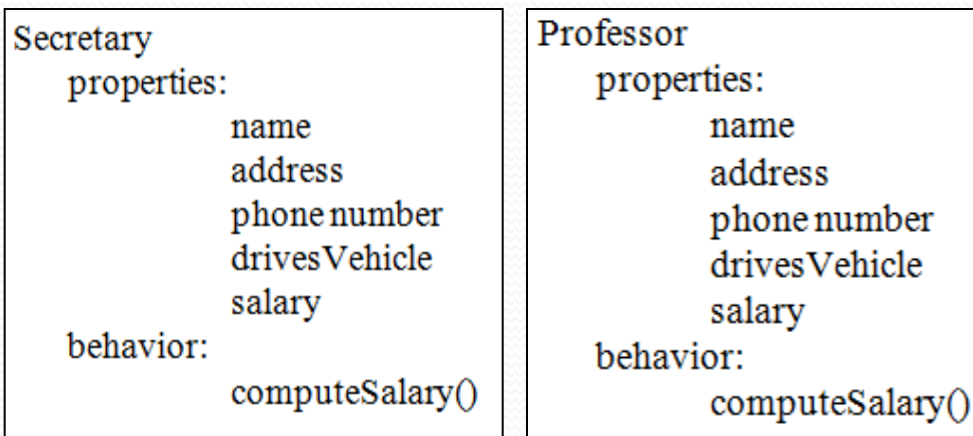 Secretary
properties:
name
address
phone number
drivesVehicle
salary
behavior:
computeSalary()
Professor
properties:
name
address
phone number
drivesVehicle
salary
behavior:
computeSalary()